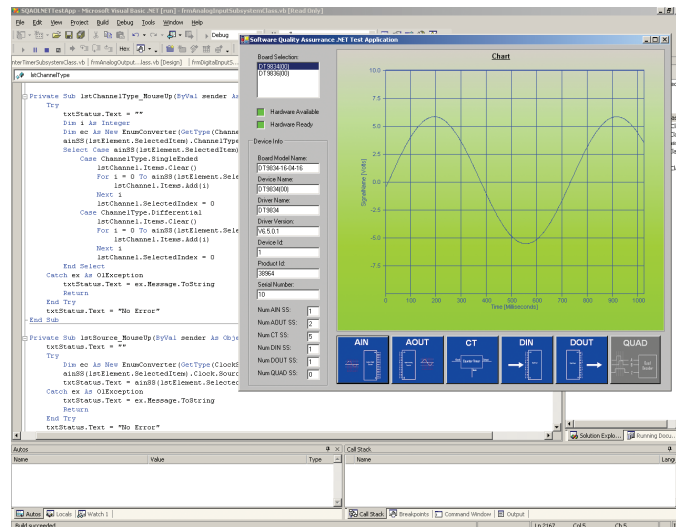 SQAOLNETTestApp - Microsoft Visual Basic .NET [run] - frmAnalogInputSubsystemClass.vb [Read Only]
File Edit View Project Build Debug Tools Window Help
Debug
Hex
frmAnalogOutput...lass.vb [Design] frmDigitalInputS...
lstChannelType
Private Sub lstChannelType_MouseUp(ByVal sender As
Try
txtStatus.Text = ""
Dim i As Integer
Dim ec As New EnumConverter(GetType(Channe
ainSS(lstElement.SelectedItem).ChannelType
Select Case ainSS(lstElement.SelectedItem)
Case ChannelType.SingleEnded
lstChannel.Items.Clear()
For i = 0 To ainSS(lstElement.Sele
lstChannel.Items.Add(i)
Next i
lstChannel.SelectedIndex = 0
Case ChannelType.Differential
lstChannel.Items.Clear()
For i = 0 To ainSS(lstElement.Sele
lstChannel.Items.Add(i)
Next i
lstChannel.SelectedIndex = 0
End Select
Catch ex As OlException
txtStatus.Text = ex.Message.ToString
Return
End Try
txtStatus.Text = "No Error"
End Sub
Private Sub lstSource_MouseUp(ByVal sender As Obje
txtStatus.Text = ""
Try
Dim ec As New EnumConverter(GetType(ClockS
ainSS(lstElement.SelectedItem).Clock.Sourc
txtStatus.Text = ainSS(lstElement.Selected
Catch ex As OlException
txtStatus.Text = ex.Message.ToString
Return
End Try
txtStatus.Text = "No Error"
Software Quality Assurrance .NET Test Application
Board Selection:
DT9834(00)
DT9836(00)
Hardware Available
Hardware Ready
Device Info
Board Model Name:
DT9834-16-04-16
Device Name:
DT9834(00)
Driver Name:
DT9834
Driver Version:
V6.5.0.1
Device Id:
1
Product Id:
38964
Serial Number:
10
Num AIN SS: 1
Num AOUT SS: 2
Num CT SS: 5
Num DIN SS: 1
Num DOUT SS: 1
Num QUAD SS: 0
Chart
10.0
7.5
5.0
2.5
0.0
-2.5
-5.0
-7.5
SignalName [Volts]
0 100 200 300 400 500 600 700 800 900 1000
Time [Milliseconds]
AIN AOUT CT DIN DOUT QUAD
Solution Explo... Running Docu...
Autos
Name Value Type
Call Stack
Name Lang
Autos Locals Watch 1
Call Stack Breakpoints Command Window Output
Build succeeded
Ln 2167 Col 5 Ch 5